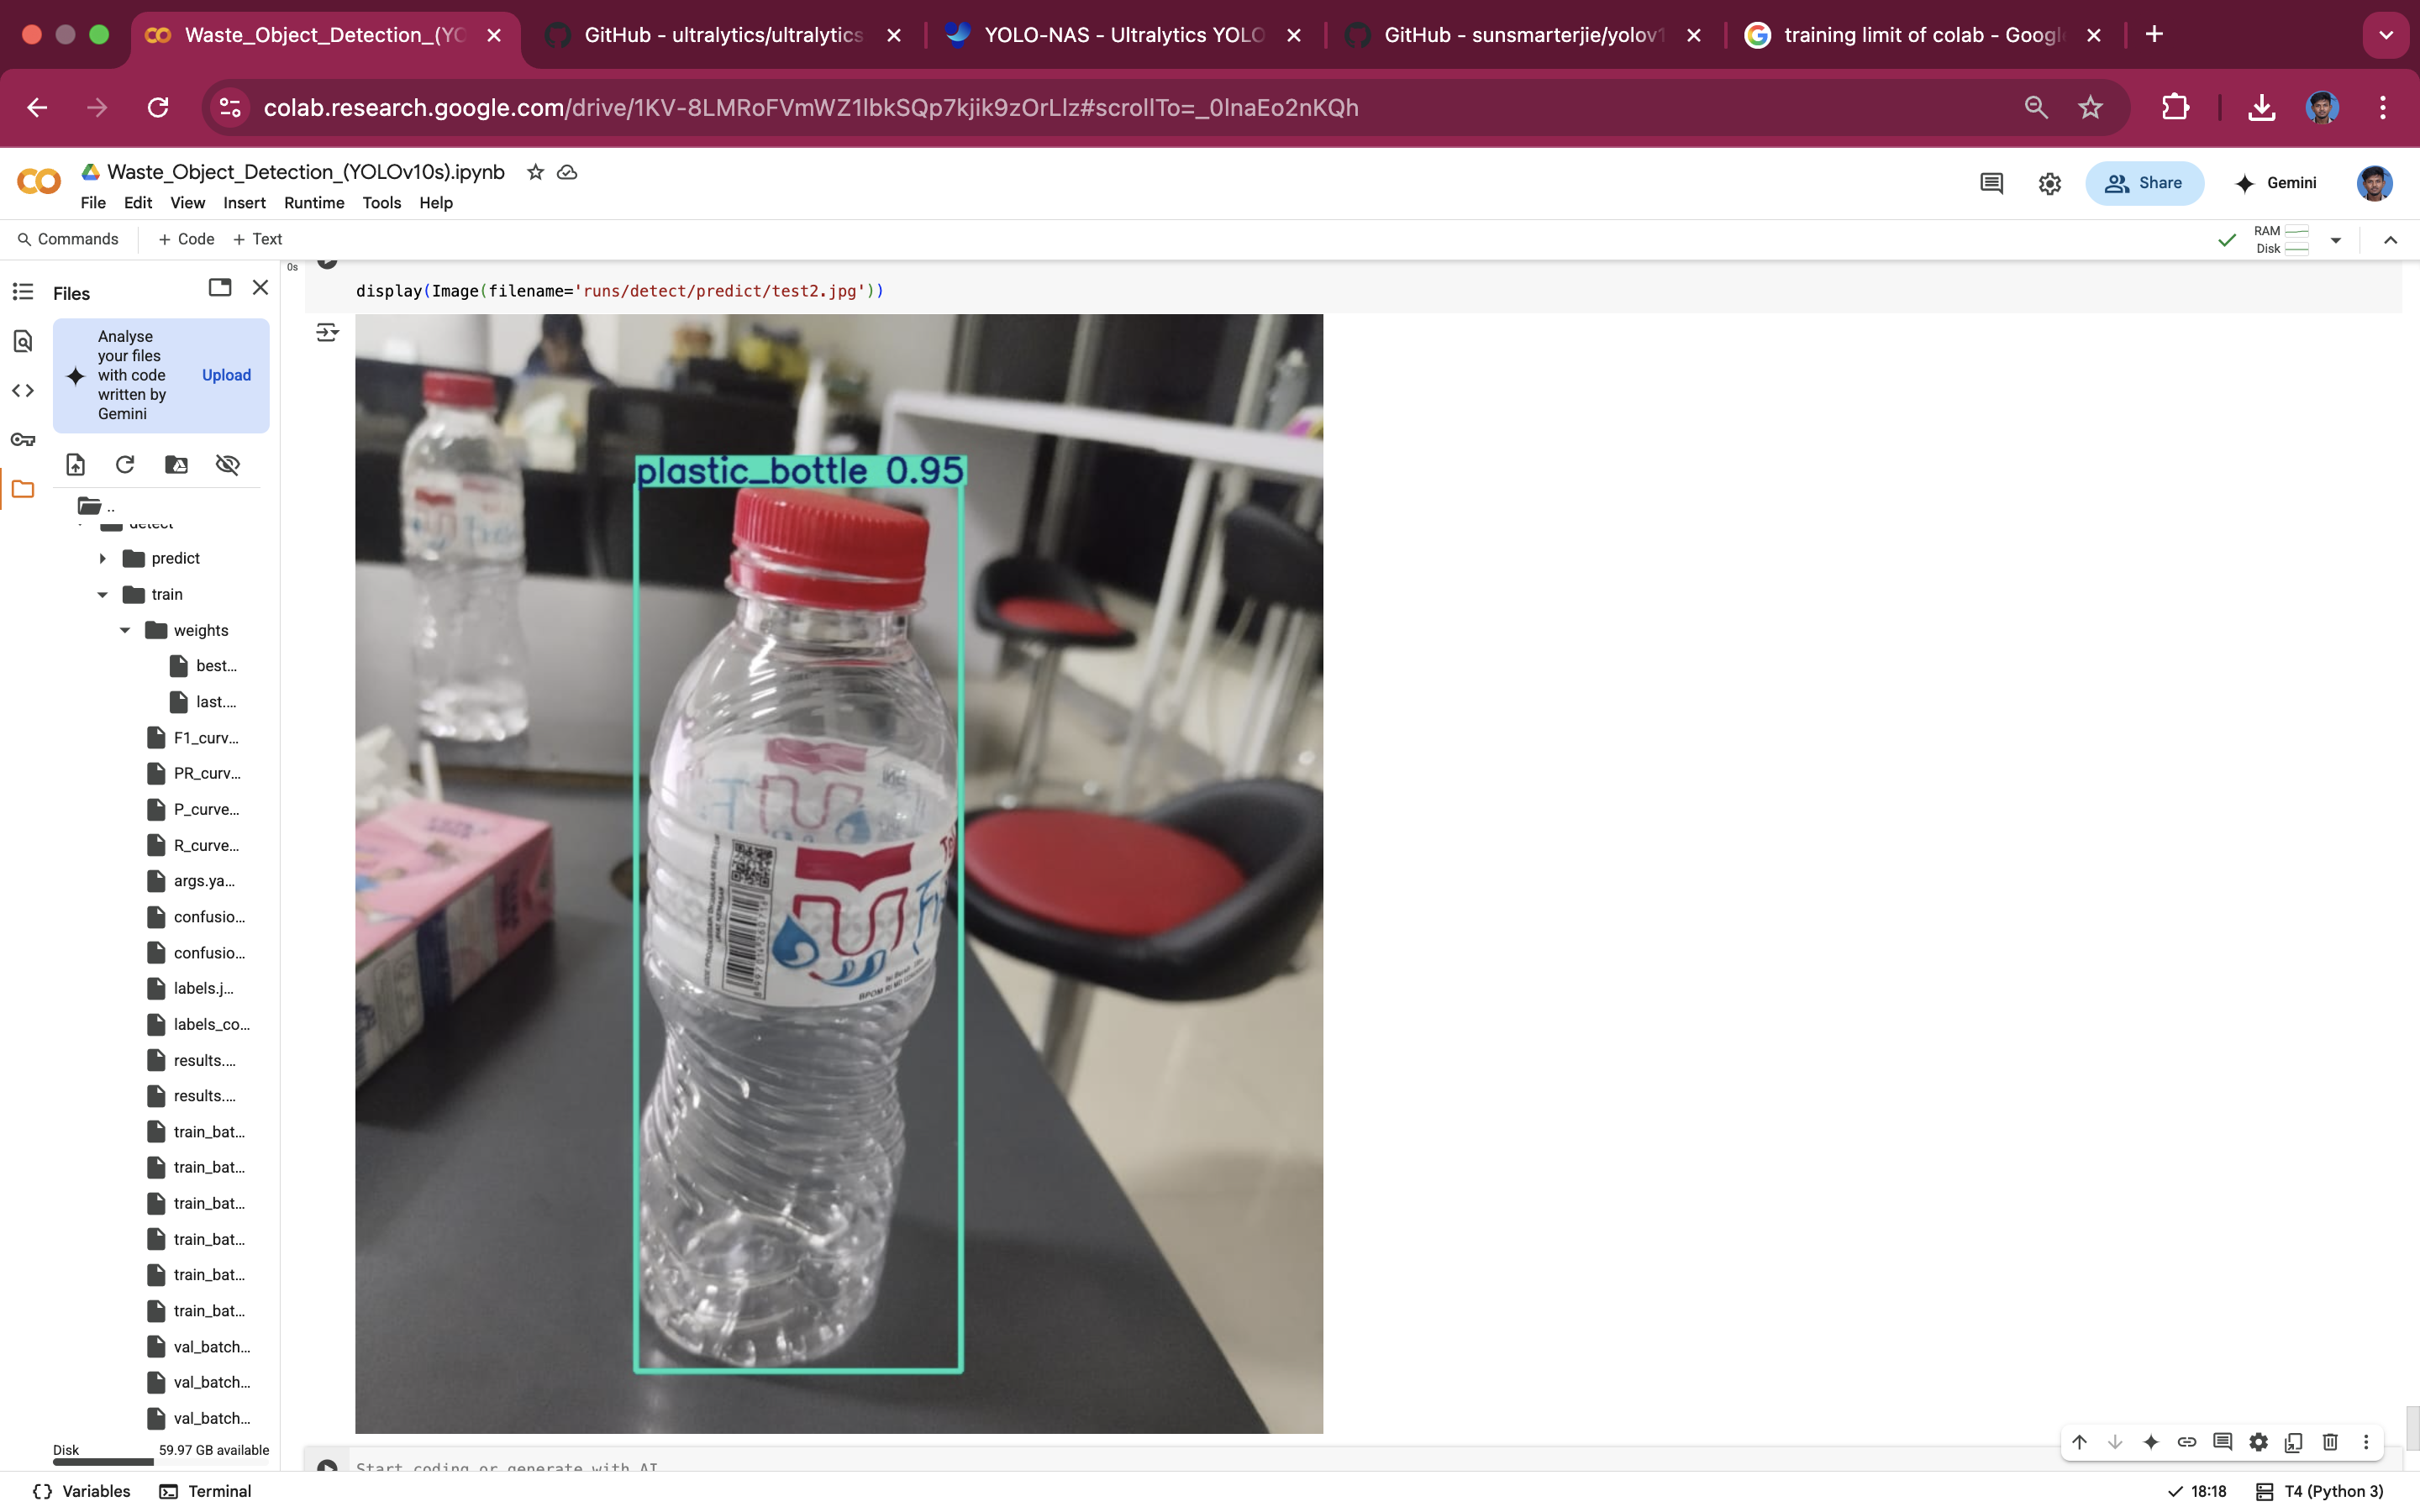 Waste_Object_Detection_(YO
GitHub - ultralytics/ultralytics
YOLO-NAS - Ultralytics YOLO
GitHub - sunsmarterjie/yolov1
training limit of colab - Googl
colab.research.google.com/drive/1KV-8LMRoFVmWZ1lbkSQp7kjik9zOrLlz#scrollTo=_0lnaEo2nKQh
Waste_Object_Detection_(YOLOv10s).ipynb
File Edit View Insert Runtime Tools Help
Share
Gemini
Commands + Code + Text
RAM
Disk
Files
Analyse
your files
with code
written by
Gemini
Upload
..
detect
predict
train
weights
best...
last....
F1_curv...
PR_curv...
P_curve...
R_curve...
args.ya...
confusio...
confusio...
labels.j...
labels_co...
results....
results....
train_bat...
train_bat...
train_bat...
train_bat...
train_bat...
train_bat...
val_batch...
val_batch...
val_batch...
Disk 59.97 GB available
0s
display(Image(filename='runs/detect/predict/test2.jpg'))
plastic_bottle 0.95
Start coding or generate with AI
Variables Terminal
18:18 T4 (Python 3)